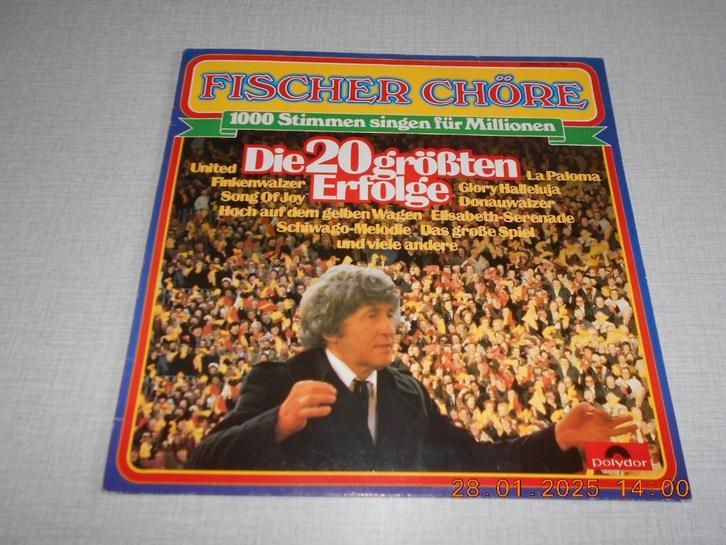 FISCHER CHÖRE
1000 Stimmen singen für Millionen
Die 20 größten
Erfolge
United
La Paloma
Finkenwalzer
Glory Halleluja
Song Of Joy
Donauwalzer
Hoch auf dem gelben Wagen Elisabeth-Serenade
Schiwago-Melodie Das große Spiel
und viele andere
Polydor
28.01.2025 14:00